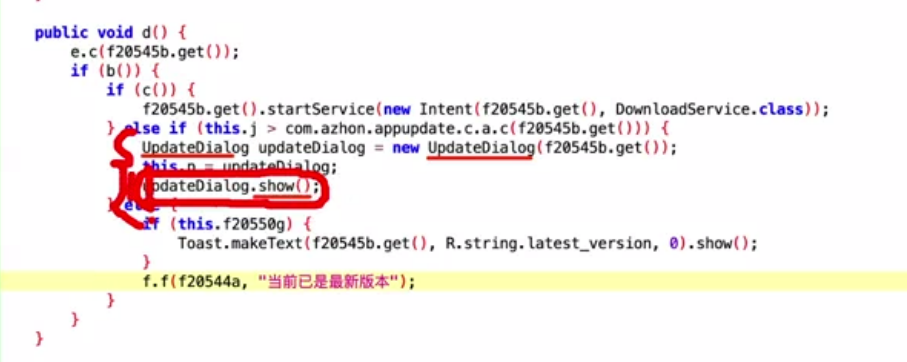 public void d() {
e.c(f20545b.get());
if (b()) {
if (c()) {
f20545b.get().startService(new Intent(f20545b.get(), DownloadService.class));
} else if (this.j > com.azhon.appupdate.c.a.c(f20545b.get())) {
UpdateDialog updateDialog = new UpdateDialog(f20545b.get());
this.p = updateDialog;
updateDialog.show();
} else {
if (this.f20550g) {
Toast.makeText(f20545b.get(), R.string.latest_version, 0).show();
}
f.f(f20544a, "当前已是最新版本");
}
}
}